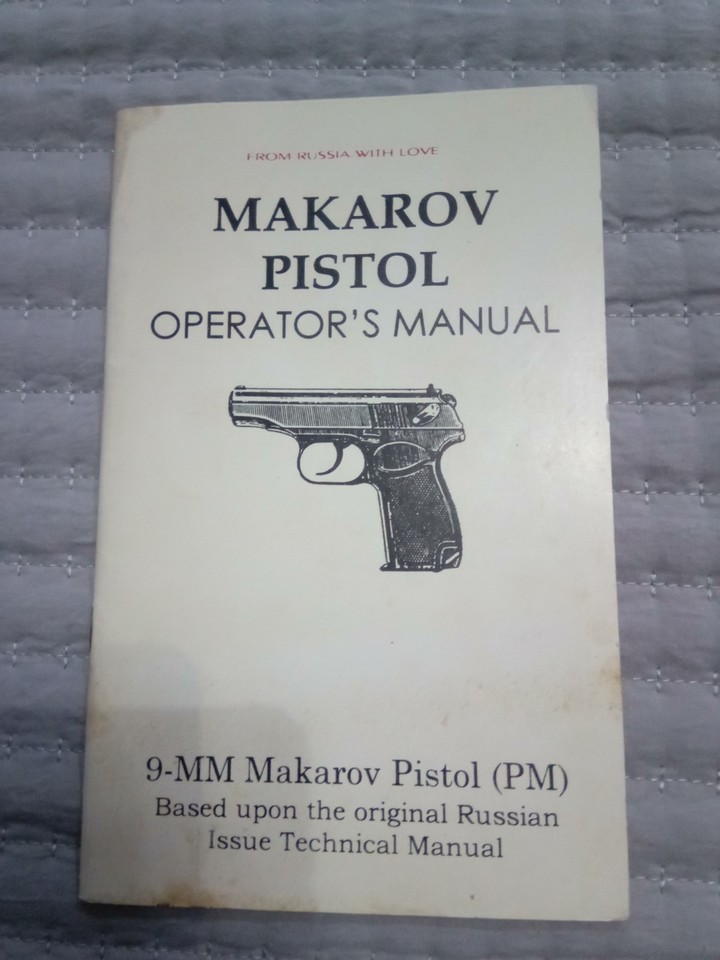 FROM RUSSIA WITH LOVE
MAKAROV
PISTOL
OPERATOR'S MANUAL
9-MM Makarov Pistol (PM)
Based upon the original Russian
Issue Technical Manual